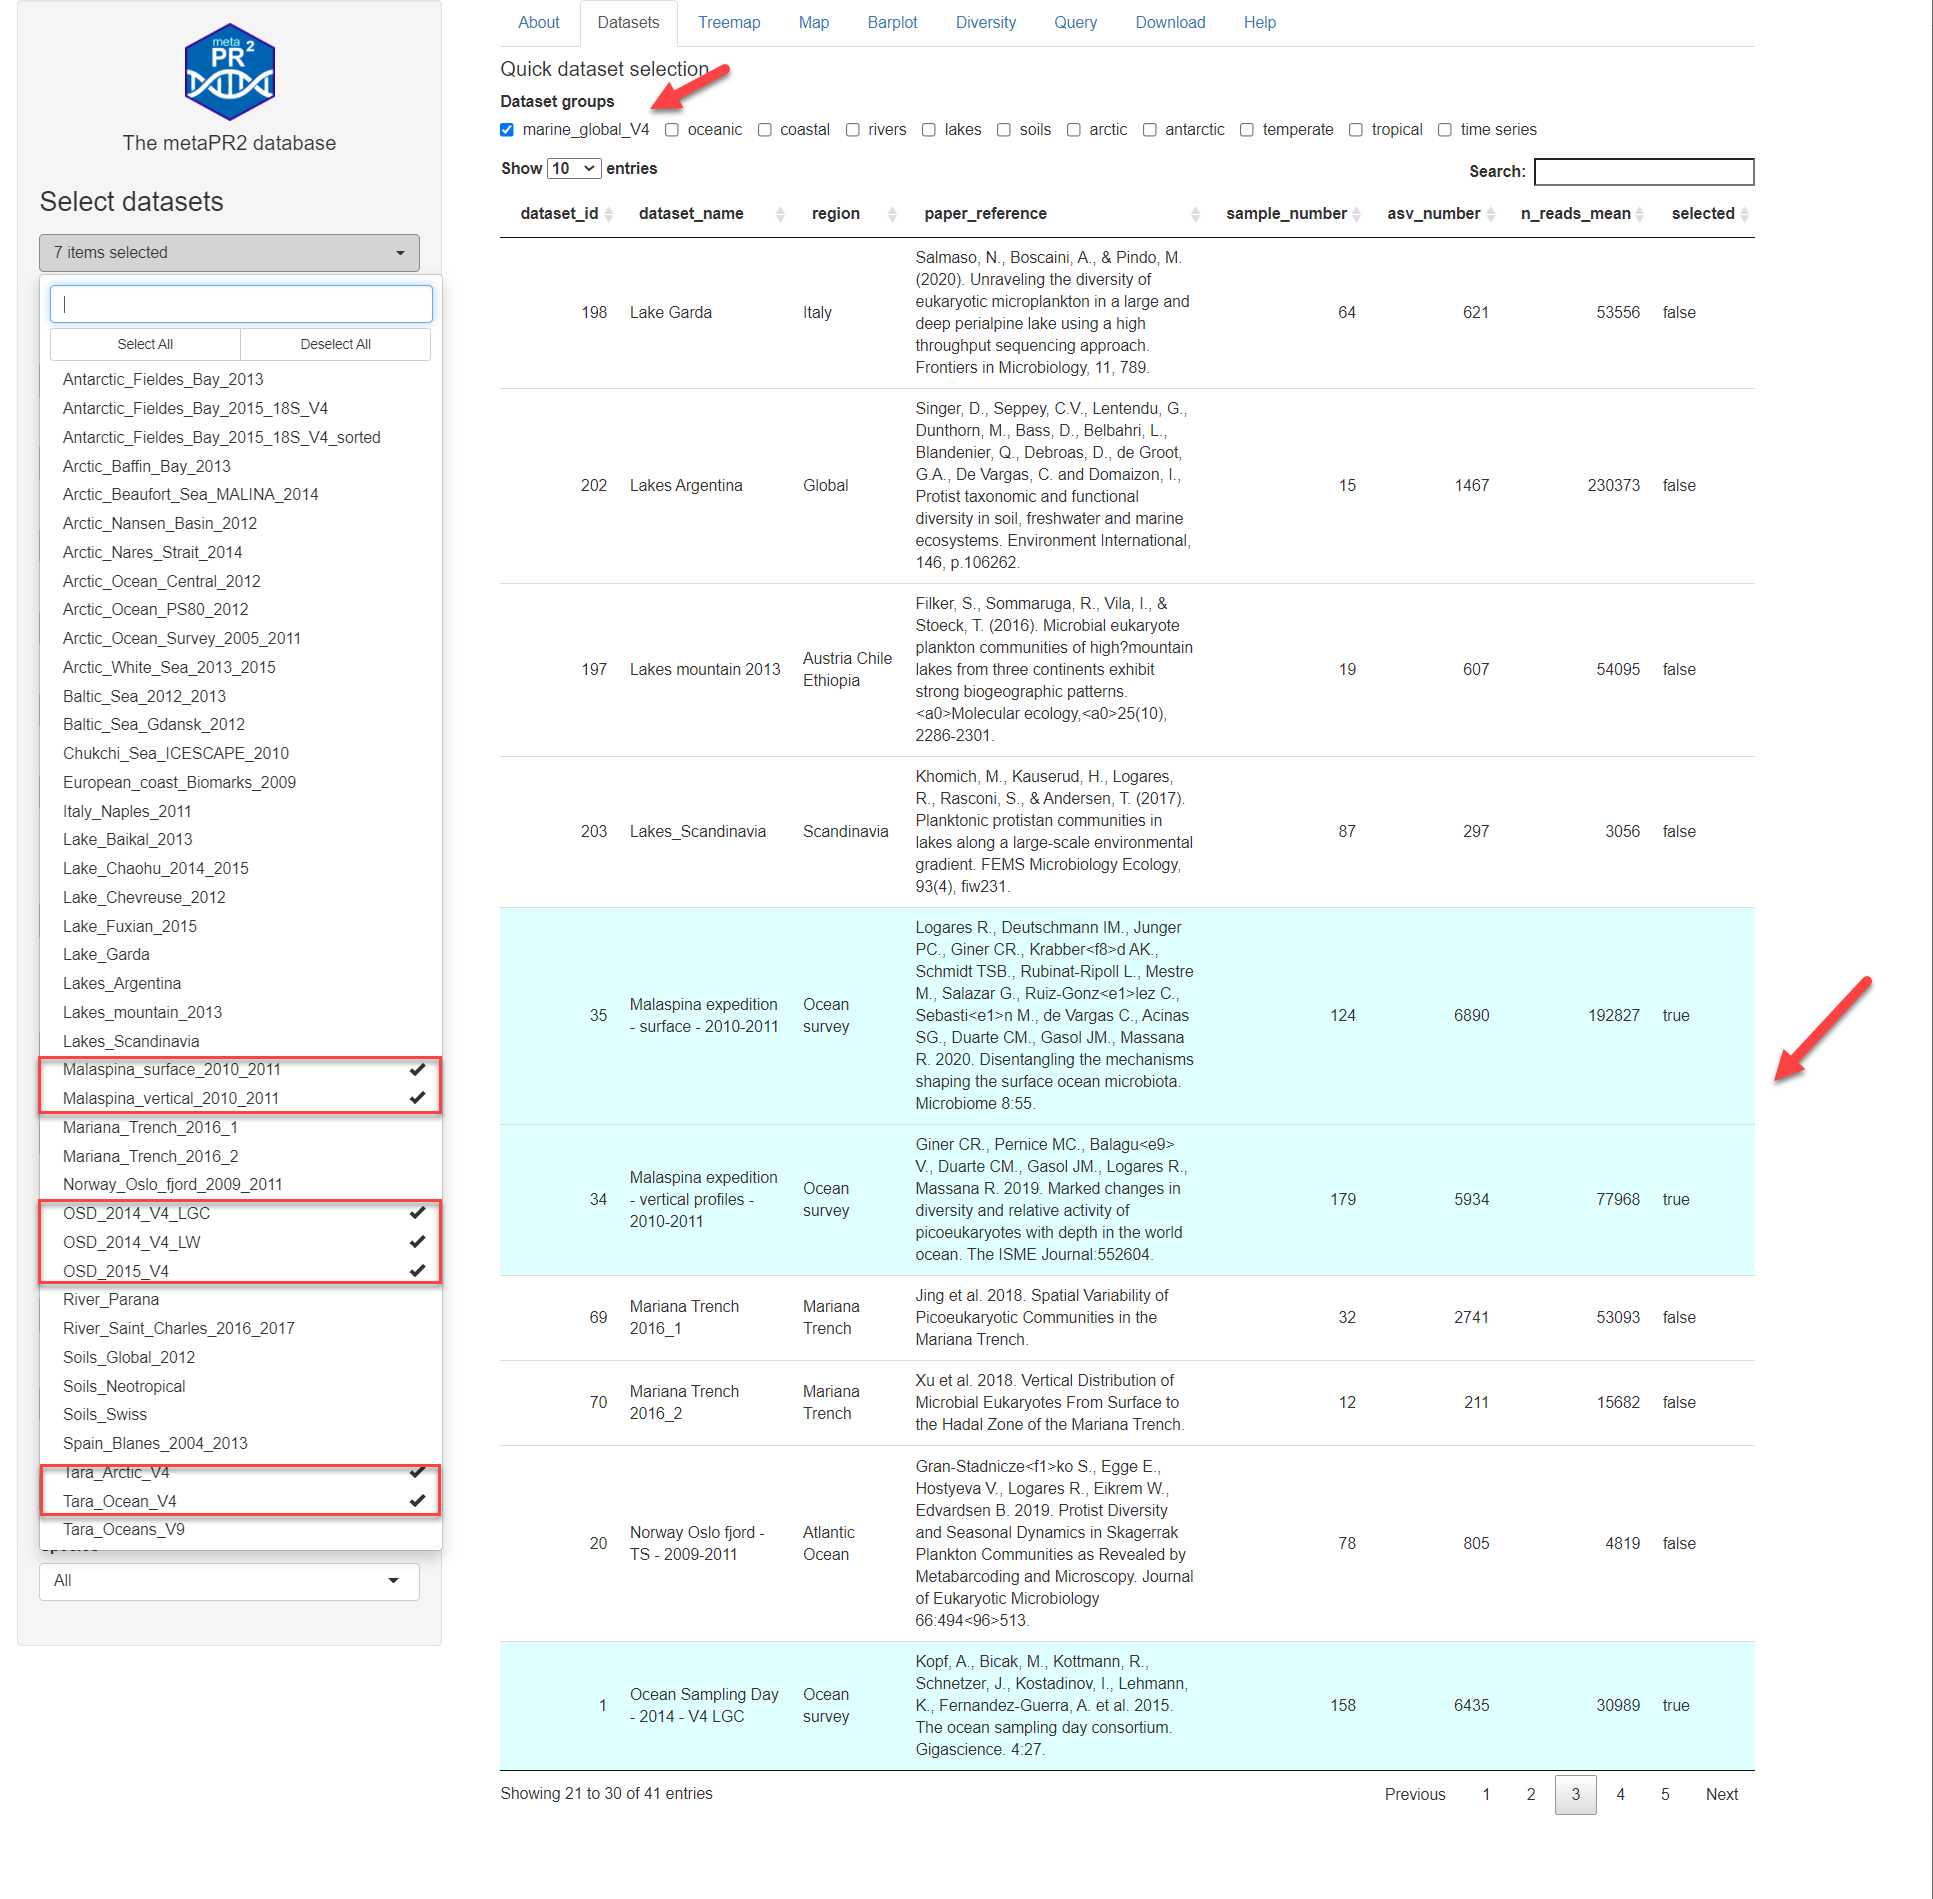 meta
PR2
The metaPR2 database
Select datasets
7 items selected
Select All Deselect All
Antarctic_Fieldes_Bay_2013
Antarctic_Fieldes_Bay_2015_18S_V4
Antarctic_Fieldes_Bay_2015_18S_V4_sorted
Arctic_Baffin_Bay_2013
Arctic_Beaufort_Sea_MALINA_2014
Arctic_Nansen_Basin_2012
Arctic_Nares_Strait_2014
Arctic_Ocean_Central_2012
Arctic_Ocean_PS80_2012
Arctic_Ocean_Survey_2005_2011
Arctic_White_Sea_2013_2015
Baltic_Sea_2012_2013
Baltic_Sea_Gdansk_2012
Chukchi_Sea_ICESCAPE_2010
European_coast_Biomarks_2009
Italy_Naples_2011
Lake_Baikal_2013
Lake_Chaohu_2014_2015
Lake_Chevreuse_2012
Lake_Fuxian_2015
Lake_Garda
Lakes_Argentina
Lakes_mountain_2013
Lakes_Scandinavia
Malaspina_surface_2010_2011
Malaspina_vertical_2010_2011
Mariana_Trench_2016_1
Mariana_Trench_2016_2
Norway_Oslo_fjord_2009_2011
OSD_2014_V4_LGC
OSD_2014_V4_LW
OSD_2015_V4
River_Parana
River_Saint_Charles_2016_2017
Soils_Global_2012
Soils_Neotropical
Soils_Swiss
Spain_Blanes_2004_2013
Tara_Arctic_V4
Tara_Ocean_V4
Tara_Oceans_V9
Species
All
About Datasets Treemap Map Barplot Diversity Query Download Help
Quick dataset selection
Dataset groups
marine_global_V4 oceanic coastal rivers lakes soils arctic antarctic temperate tropical time series
Show 10 entries Search:
dataset_id dataset_name region paper_reference sample_number asv_number n_reads_mean selected
Salmaso, N., Boscaini, A., & Pindo, M.
(2020). Unraveling the diversity of
eukaryotic microplankton in a large and
198 Lake Garda Italy deep perialpine lake using a high 64 621 53556 false
throughput sequencing approach.
Frontiers in Microbiology, 11, 789.
Singer, D., Seppey, C.V., Lentendu, G.,
Dunthorn, M., Bass, D., Belbahri, L.,
Blandenier, Q., Debroas, D., de Groot,
G.A., De Vargas, C. and Domaizon, I.,
202 Lakes Argentina Global Protist taxonomic and functional 15 1467 230373 false
diversity in soil, freshwater and marine
ecosystems. Environment International,
146, p.106262.
Filker, S., Sommaruga, R., Vila, I., &
Stoeck, T. (2016). Microbial eukaryote
plankton communities of high?mountain
197 Lakes mountain 2013 Austria Chile Ethiopia lakes from three continents exhibit 19 607 54095 false
strong biogeographic patterns.
<a0>Molecular ecology,<a0>25(10),
2286-2301.
Khomich, M., Kauserud, H., Logares,
R., Rasconi, S., & Andersen, T. (2017).
Planktonic protistan communities in
203 Lakes_Scandinavia Scandinavia lakes along a large-scale environmental 87 297 3056 false
gradient. FEMS Microbiology Ecology,
93(4), fiw231.
Logares R., Deutschmann IM., Junger
PC., Giner CR., Krabber<f8>d AK.,
Schmidt TSB., Rubinat-Ripoll L., Mestre
M., Salazar G., Ruiz-Gonz<e1>lez C.,
35 Malaspina expedition - surface - 2010-2011 Ocean survey Sebasti<e1>n M., de Vargas C., Acinas 124 6890 192827 true
SG., Duarte CM., Gasol JM., Massana
R. 2020. Disentangling the mechanisms
shaping the surface ocean microbiota.
Microbiome 8:55.
Giner CR., Pernice MC., Balagu<e9>
V., Duarte CM., Gasol JM., Logares R.,
Massana R. 2019. Marked changes in
34 Malaspina expedition - vertical profiles - 2010-2011 Ocean survey diversity and relative activity of 179 5934 77968 true
picoeukaryotes with depth in the world
ocean. The ISME Journal:552604.
Jing et al. 2018. Spatial Variability of
69 Mariana Trench 2016_1 Mariana Trench Picoeukaryotic Communities in the 32 2741 53093 false
Mariana Trench.
Xu et al. 2018. Vertical Distribution of
70 Mariana Trench 2016_2 Mariana Trench Microbial Eukaryotes From Surface to 12 211 15682 false
the Hadal Zone of the Mariana Trench.
Gran-Stadnicze<f1>ko S., Egge E.,
Hostyeva V., Logares R., Eikrem W.,
Edvardsen B. 2019. Protist Diversity
and Seasonal Dynamics in Skagerrak
20 Norway Oslo fjord - TS - 2009-2011 Atlantic Ocean Plankton Communities as Revealed by 78 805 4819 false
Metabarcoding and Microscopy. Journal
of Eukaryotic Microbiology
66:494<96>513.
Kopf, A., Bicak, M., Kottmann, R.,
Schnetzer, J., Kostadinov, I., Lehmann,
1 Ocean Sampling Day - 2014 - V4 LGC Ocean survey K., Fernandez-Guerra, A. et al. 2015. 158 6435 30989 true
The ocean sampling day consortium.
Gigascience. 4:27.
Showing 21 to 30 of 41 entries Previous 1 2 3 4 5 Next